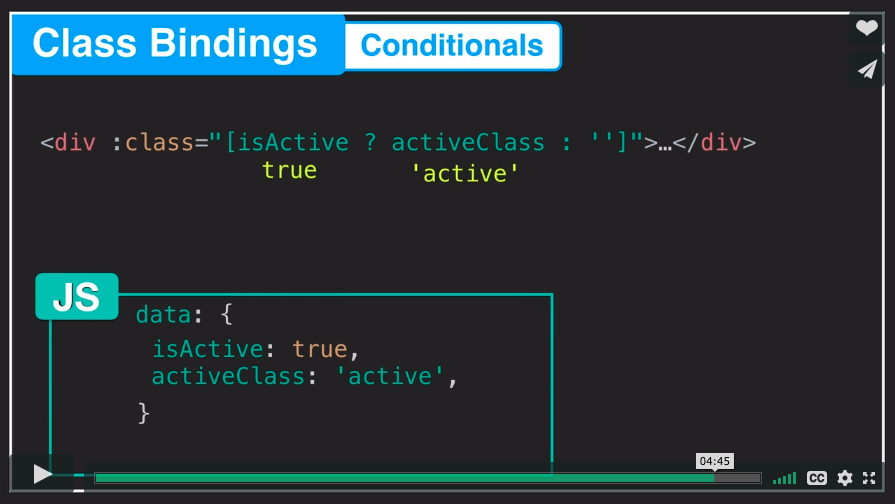 Class Bindings Conditionals
<div :class="[isActive ? activeClass : '']">…</div>
true 'active'
JS
data: {
isActive: true,
activeClass: 'active',
}
04:45
CC